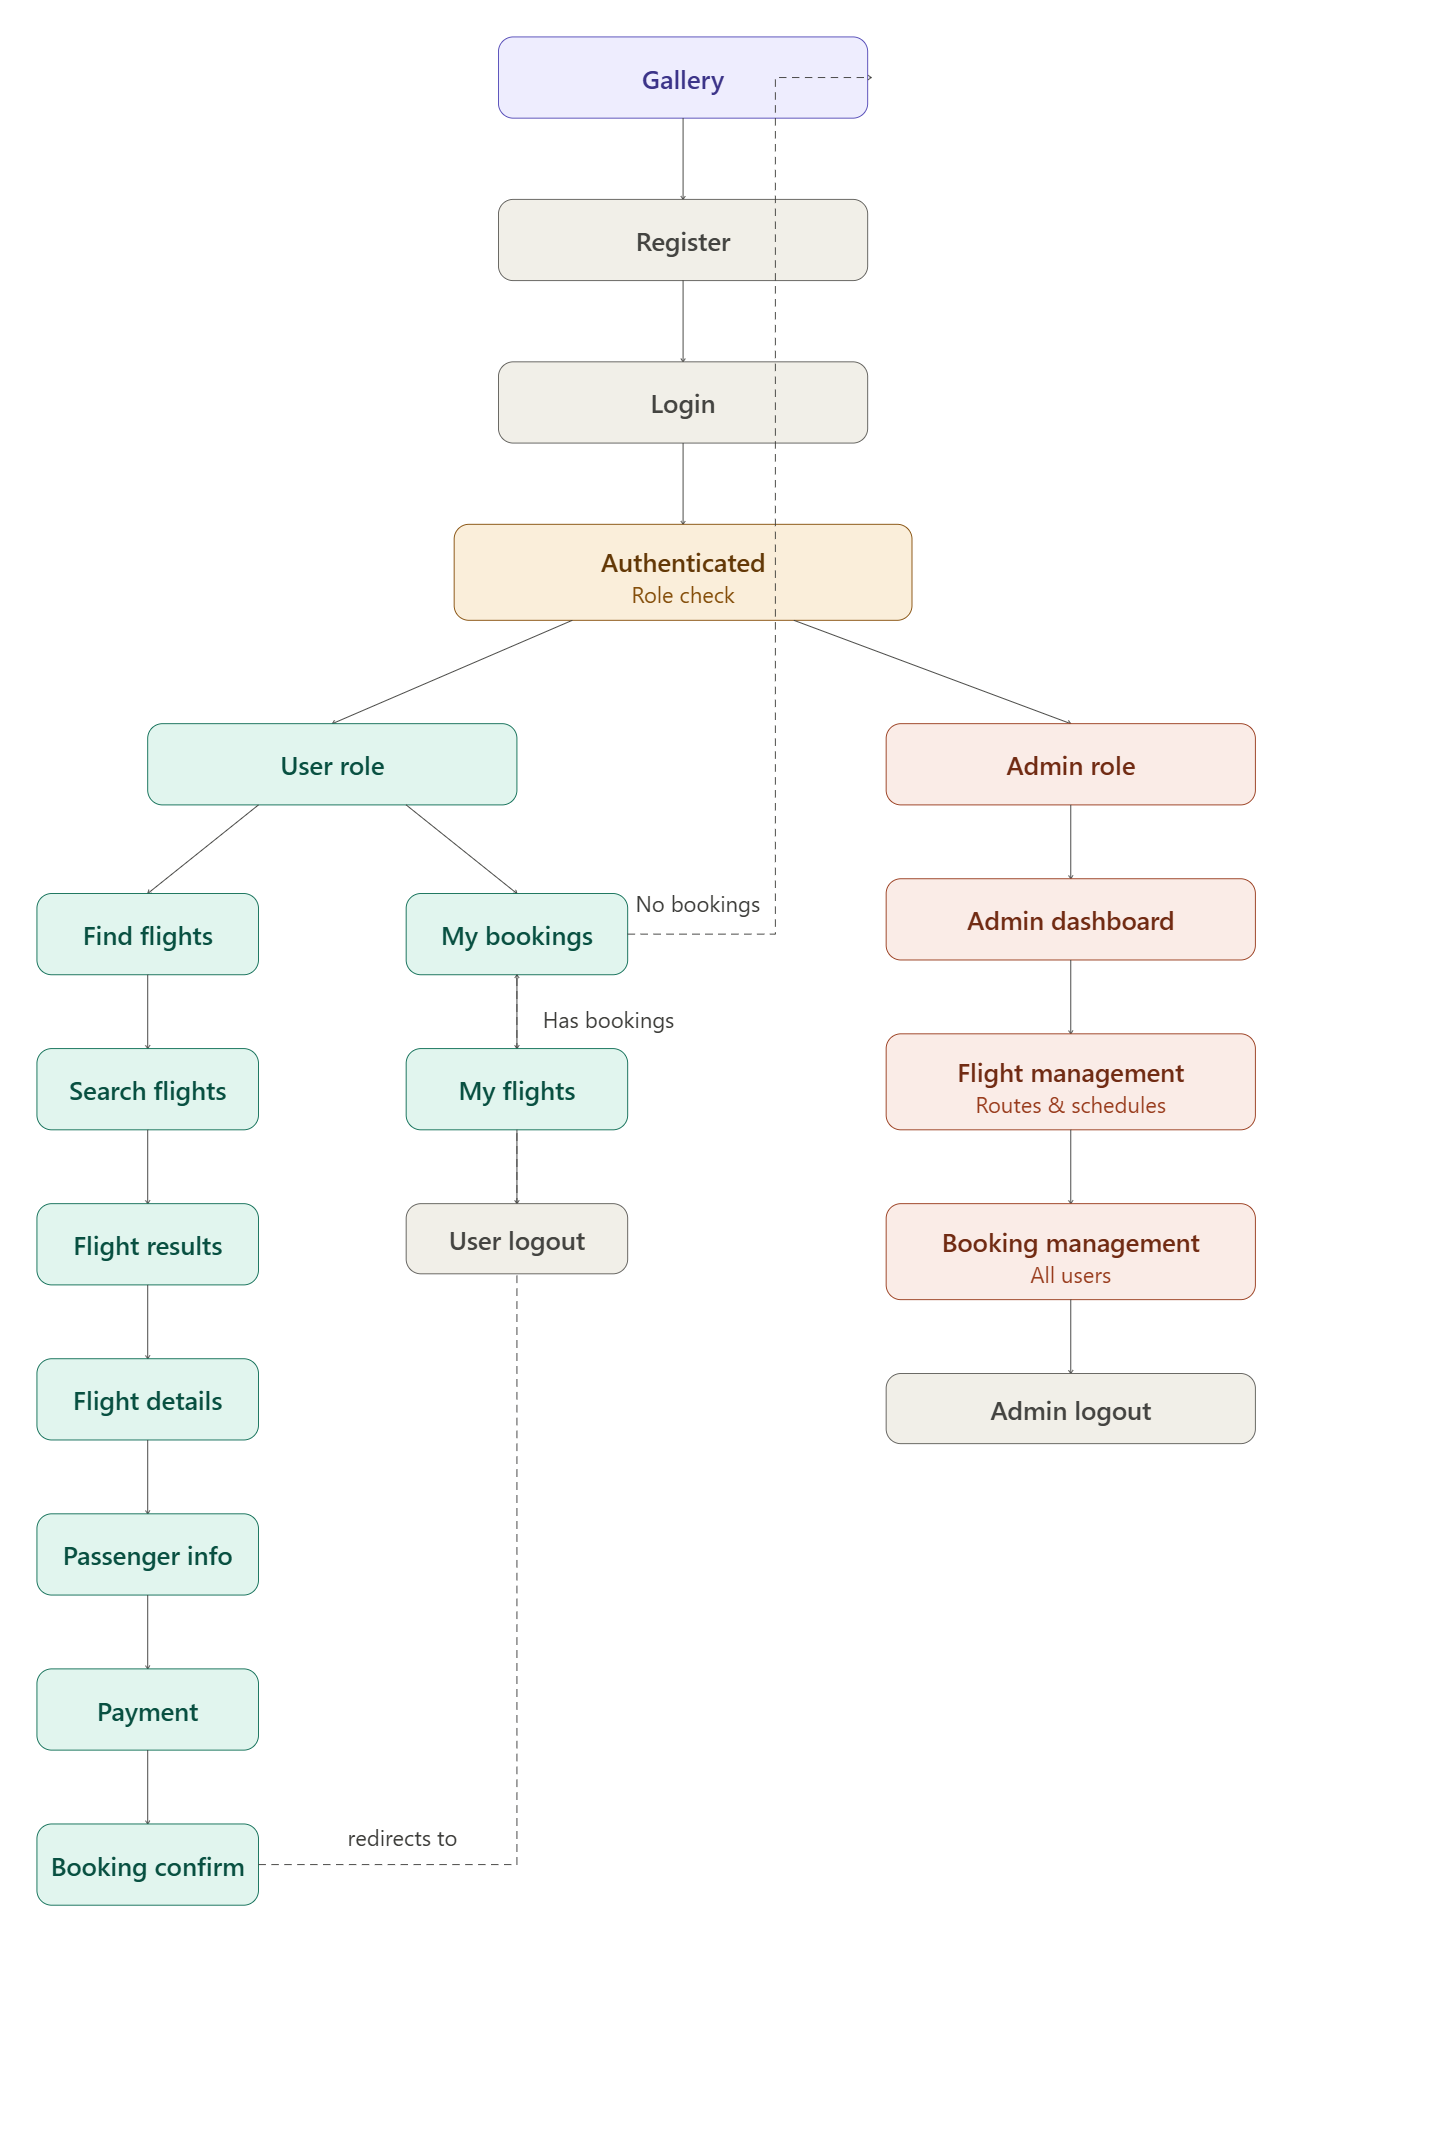 Gallery
Register
Login
Authenticated
Role check
User role
Admin role
Find flights
My bookings
No bookings
Admin dashboard
Has bookings
Search flights
My flights
Flight management
Routes & schedules
Flight results
User logout
Booking management
All users
Flight details
Admin logout
Passenger info
Payment
Booking confirm
redirects to